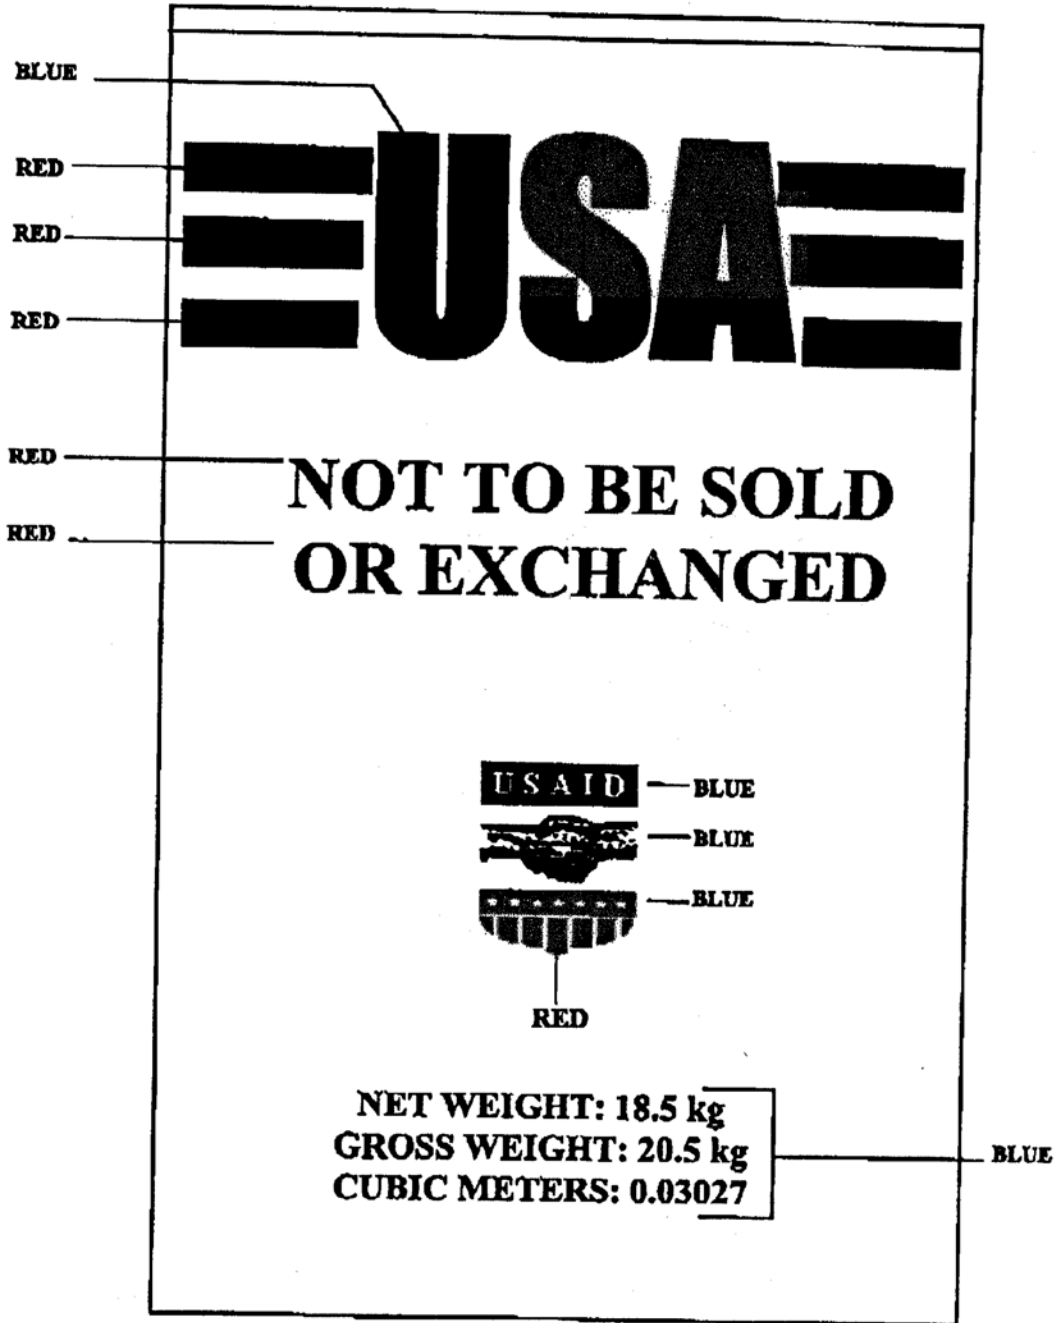 BLUE
USA
RED
RED
RED
RED
NOT TO BE SOLD
RED
OR EXCHANGED
USAID
BLUE
BLUE
BLUE
RED
NET WEIGHT: 18.5 kg
GROSS WEIGHT: 20.5 kg
CUBIC METERS: 0.03027
BLUE